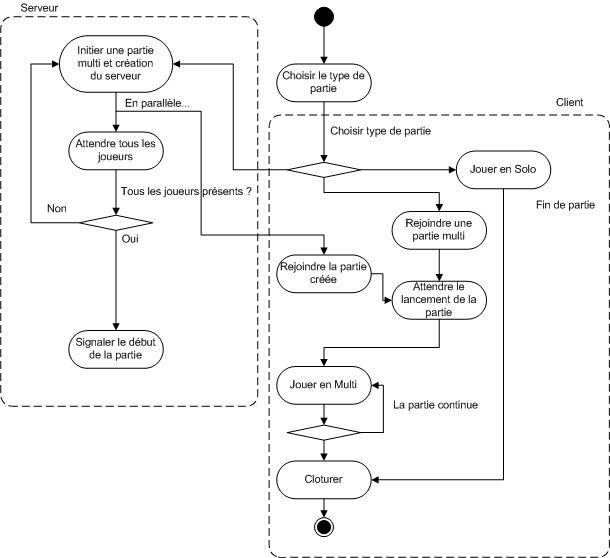 Serveur
Initier une partie
multi et création
du serveur
Choisir le type de
partie
En parallèle...
Client
Choisir type de partie
Attendre tous les
joueurs
Jouer en Solo
Tous les joueurs présents ?
Non
Oui
Fin de partie
Rejoindre une
partie multi
Rejoindre la partie
créée
Attendre le
lancement de la
partie
Signaler le début
de la partie
Jouer en Multi
La partie continue
Cloturer